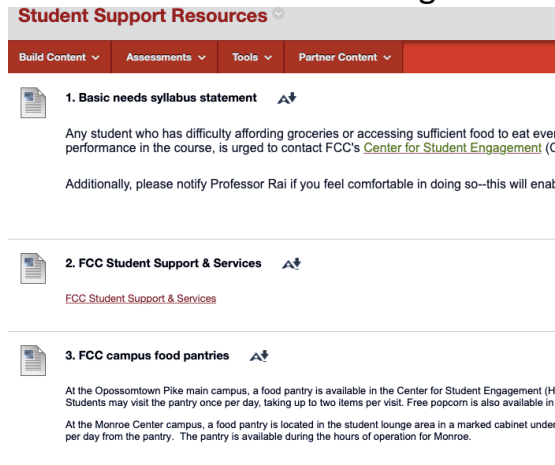 Student Support Resources
Build Content Assessments Tools Partner Content
1. Basic needs syllabus statement
Any student who has difficulty affording groceries or accessing sufficient food to eat
performance in the course, is urged to contact FCC's Center for Student Engagement
Additionally, please notify Professor Rai if you feel comfortable in doing so--this will
2. FCC Student Support & Services
FCC Student Support & Services
3. FCC campus food pantries
At the Opossomtown Pike main campus, a food pantry is available in the Center for Student Engagement
Students may visit the pantry once per day, taking up to two items per visit. Free popcorn is also available in
At the Monroe Center campus, a food pantry is located in the student lounge area in a marked cabinet under
per day from the pantry. The pantry is available during the hours of operation for Monroe.